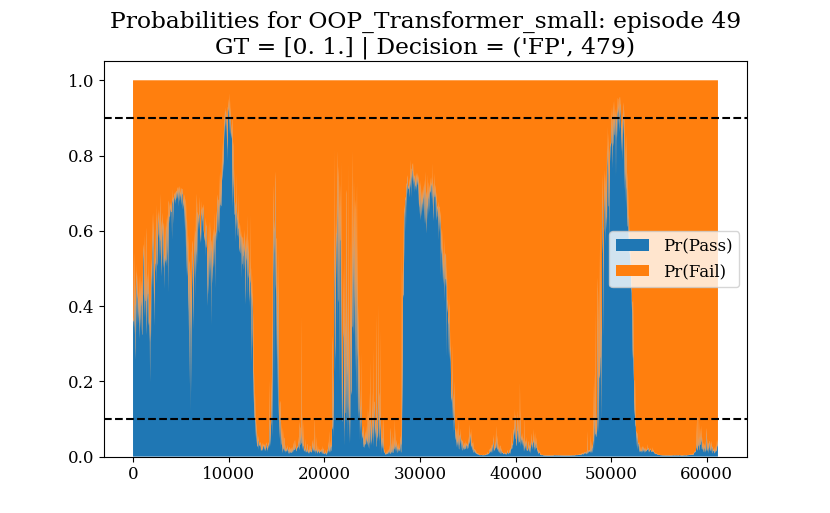 Probabilities for OOP_Transformer_small: episode 49
GT = [0. 1.] | Decision = ('FP', 479)
1.0
0.8
0.6
0.4
0.2
0.0
Pr(Pass)
Pr(Fail)
0 10000 20000 30000 40000 50000 60000